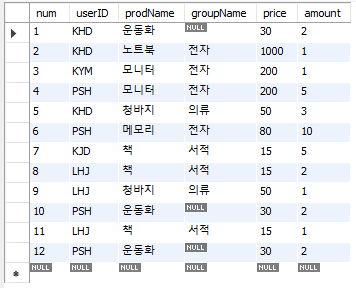 num userID prodName groupName price amount
1 KHD 운동화 NULL 30 2
2 KHD 노트북 전자 1000 1
3 KYM 모니터 전자 200 1
4 PSH 모니터 전자 200 5
5 KHD 청바지 의류 50 3
6 PSH 메모리 전자 80 10
7 KJD 책 서적 15 5
8 LHJ 책 서적 15 2
9 LHJ 청바지 의류 50 1
10 PSH 운동화 NULL 30 2
11 LHJ 책 서적 15 1
12 PSH 운동화 NULL 30 2
NULL NULL NULL NULL NULL NULL